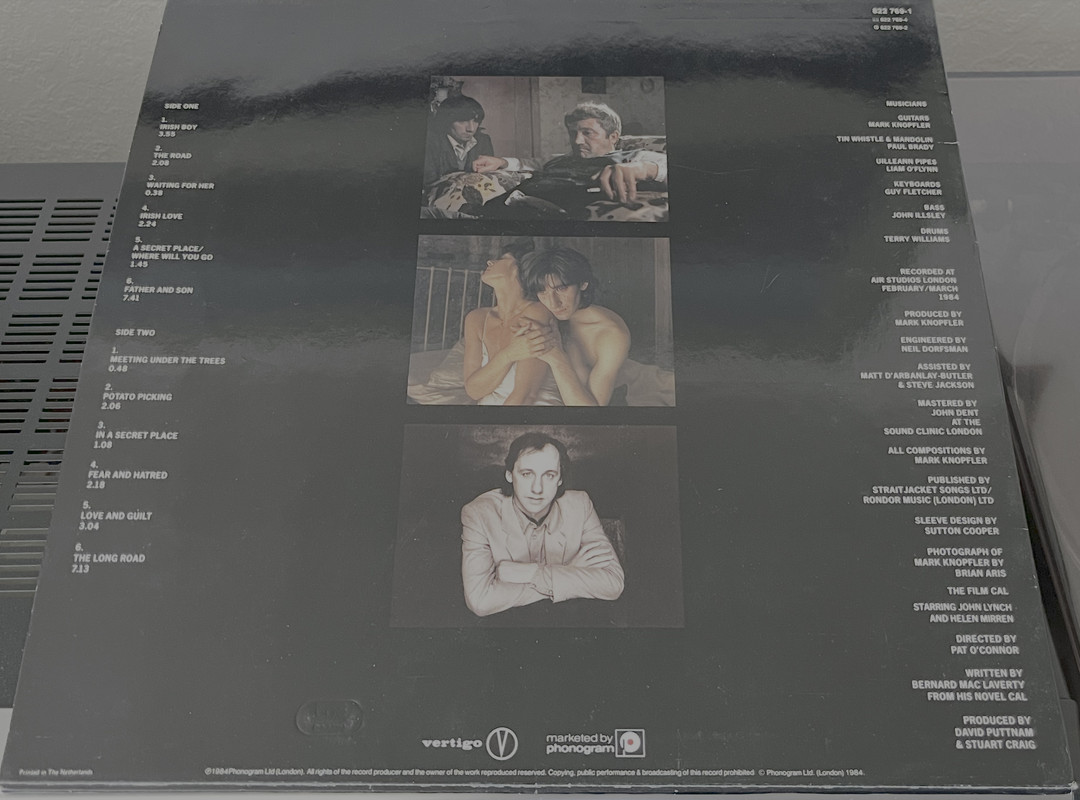 822 769-1
822 769-4
822 769-2
SIDE ONE
1.
IRISH BOY
3.55
2.
THE ROAD
2.08
3.
WAITING FOR HER
0.38
4.
IRISH LOVE
2.24
5.
A SECRET PLACE/
WHERE WILL YOU GO
1.45
6.
FATHER AND SON
7.41
SIDE TWO
1.
MEETING UNDER THE TREES
0.48
2.
POTATO PICKING
2.06
3.
IN A SECRET PLACE
1.08
4.
FEAR AND HATRED
2.18
5.
LOVE AND GUILT
3.04
6.
THE LONG ROAD
7.13
MUSICIANS
GUITARS
MARK KNOPFLER
TIN WHISTLE & MANDOLIN
PAUL BRADY
UILLEANN PIPES
LIAM O'FLYNN
KEYBOARDS
GUY FLETCHER
BASS
JOHN ILLSLEY
DRUMS
TERRY WILLIAMS
RECORDED AT
AIR STUDIOS LONDON
FEBRUARY/MARCH
1984
PRODUCED BY
MARK KNOPFLER
ENGINEERED BY
NEIL DORFSMAN
ASSISTED BY
MATT D'ARBANLAY-BUTLER
& STEVE JACKSON
MASTERED BY
JOHN DENT
AT THE
SOUND CLINIC LONDON
ALL COMPOSITIONS BY
MARK KNOPFLER
PUBLISHED BY
STRAITJACKET SONGS LTD/
RONDOR MUSIC (LONDON) LTD
SLEEVE DESIGN BY
SUTTON COOPER
PHOTOGRAPH OF
MARK KNOPFLER BY
BRIAN ARIS
THE FILM CAL
STARRING JOHN LYNCH
AND HELEN MIRREN
DIRECTED BY
PAT O'CONNOR
WRITTEN BY
BERNARD MAC LAVERTY
FROM HIS NOVEL CAL
PRODUCED BY
DAVID PUTTNAM
& STUART CRAIG
vertigo V
marketed by
phonogram
Printed in The Netherlands
℗1984 Phonogram Ltd (London). All rights of the record producer and the owner of the work reproduced reserved. Copying, public performance & broadcasting of this record prohibited © Phonogram Ltd. (London) 1984.